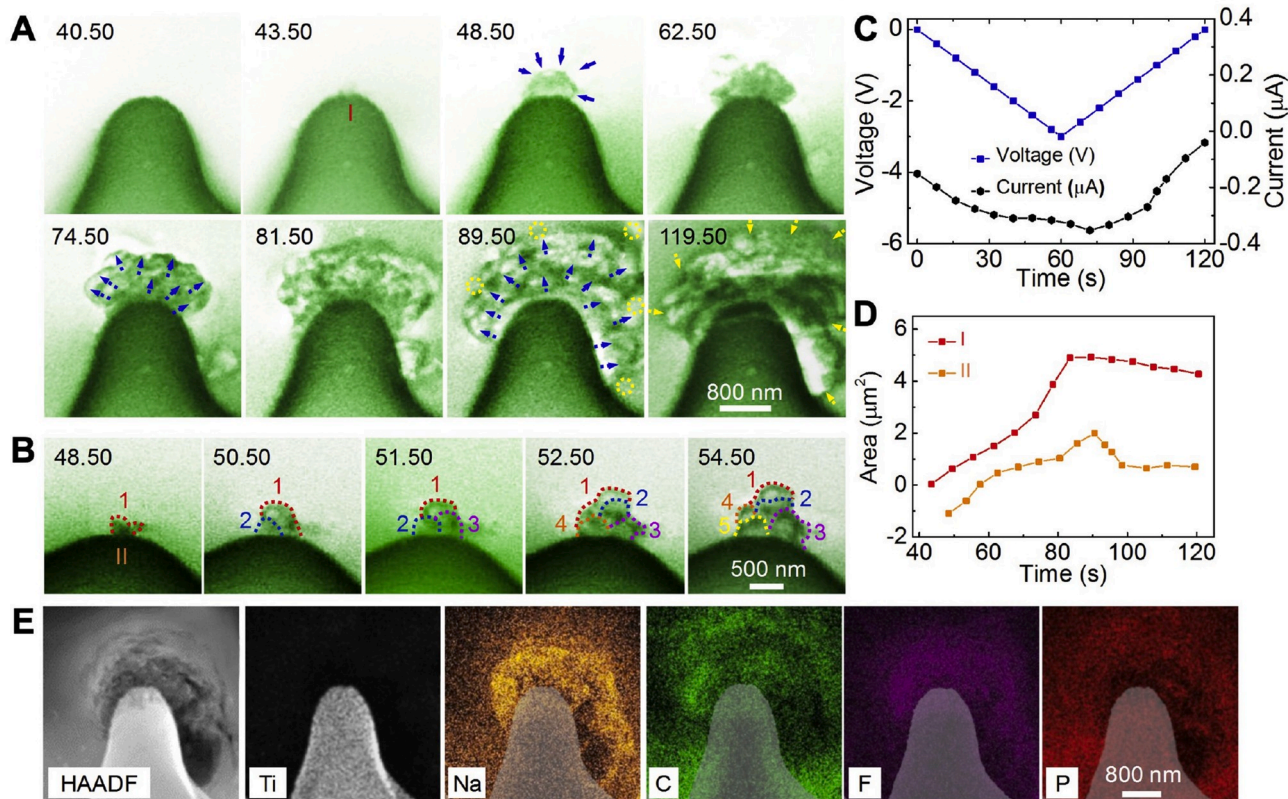 A
40.50
43.50
48.50
62.50
I
74.50
81.50
89.50
119.50
800 nm
B
48.50
50.50
51.50
52.50
54.50
1
II
1
2
1
2
3
1
2
3
4
1
2
3
4
5
500 nm
C
0
-2
-4
-6
Voltage (V)
0.4
0.2
0.0
-0.2
-0.4
Current (μA)
Voltage (V)
Current (μA)
0 30 60 90 120
Time (s)
D
6
4
2
0
-2
Area (μm²)
I
II
40 60 80 100 120
Time (s)
E
HAADF
Ti
Na
C
F
P
800 nm